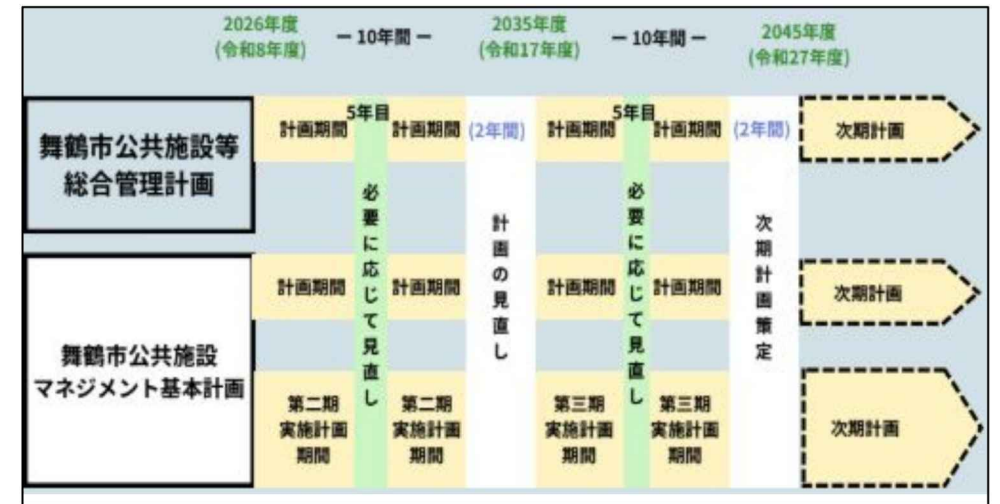 2026年度
(令和8年度)
ー 10年間 ー
2035年度
(令和17年度)
ー 10年間 ー
2045年度
(令和27年度)
舞鶴市公共施設等
総合管理計画
計画期間
5年目
計画期間
(2年間)
計画期間
5年目
計画期間
(2年間)
次期計画
必要に応じて見直し
計画の見直し
必要に応じて見直し
次期計画策定
舞鶴市公共施設
マネジメント基本計画
計画期間
計画期間
計画期間
計画期間
次期計画
第二期
実施計画
期間
第二期
実施計画
期間
第三期
実施計画
期間
第三期
実施計画
期間
次期計画